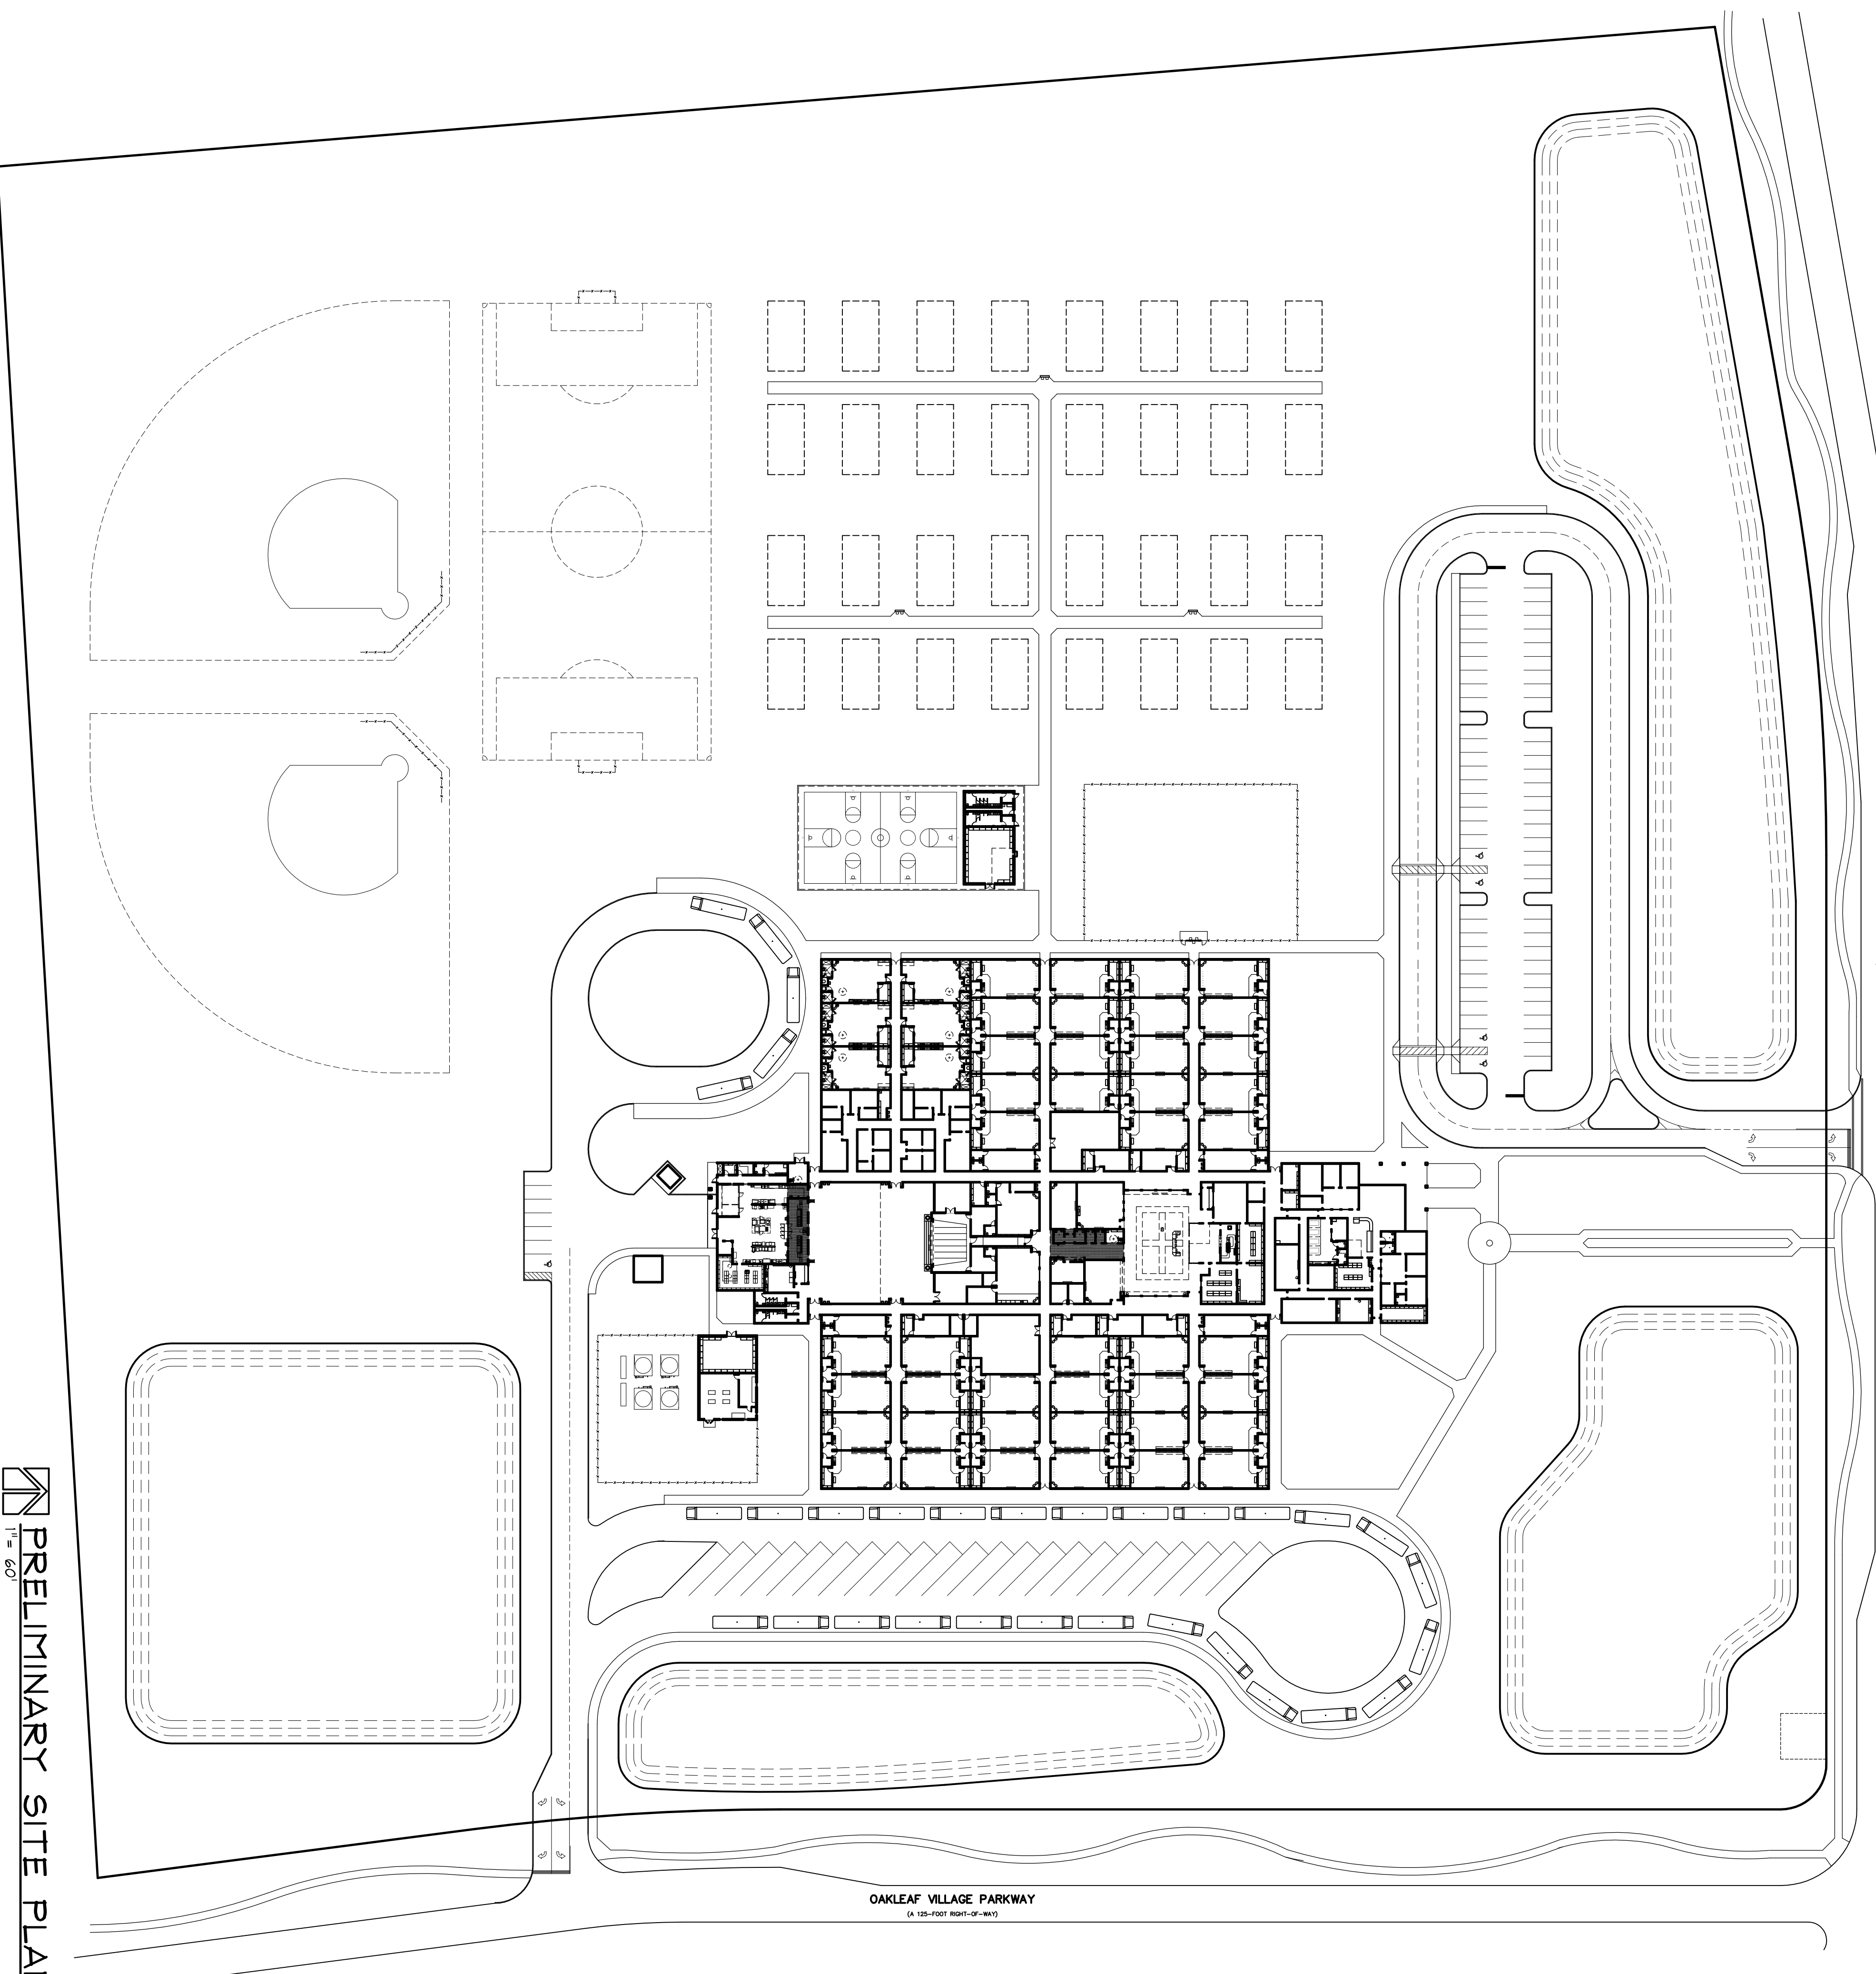 PRELIMINARY SITE PLA
1" = 60'
OAKLEAF VILLAGE PARKWAY
(A 125-FOOT RIGHT-OF-WAY)